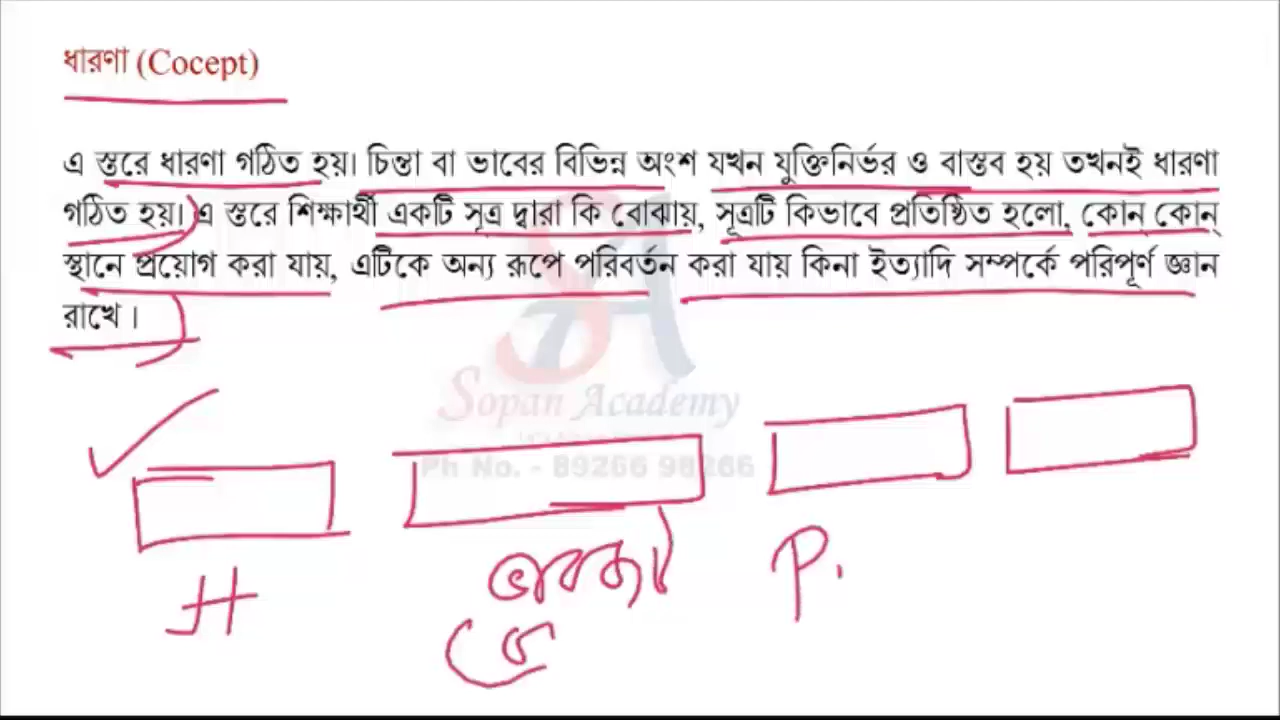 ধারণা (Cocept)
এ স্তরে ধারণা গঠিত হয়। চিন্তা বা ভাবের বিভিন্ন অংশ যখন যুক্তিনির্ভর ও বাস্তব হয় তখনই ধারণা
গঠিত হয়। এ স্তরে শিক্ষার্থী একটি সূত্র দ্বারা কি বোঝায়, সূত্রটি কিভাবে প্রতিষ্ঠিত হলো, কোন্ কোন্
স্থানে প্রয়োগ করা যায়, এটিকে অন্য রূপে পরিবর্তন করা যায় কিনা ইত্যাদি সম্পর্কে পরিপূর্ণ জ্ঞান
রাখে।
Sopan Academy
Ph No. - 89266 98266
H
P.